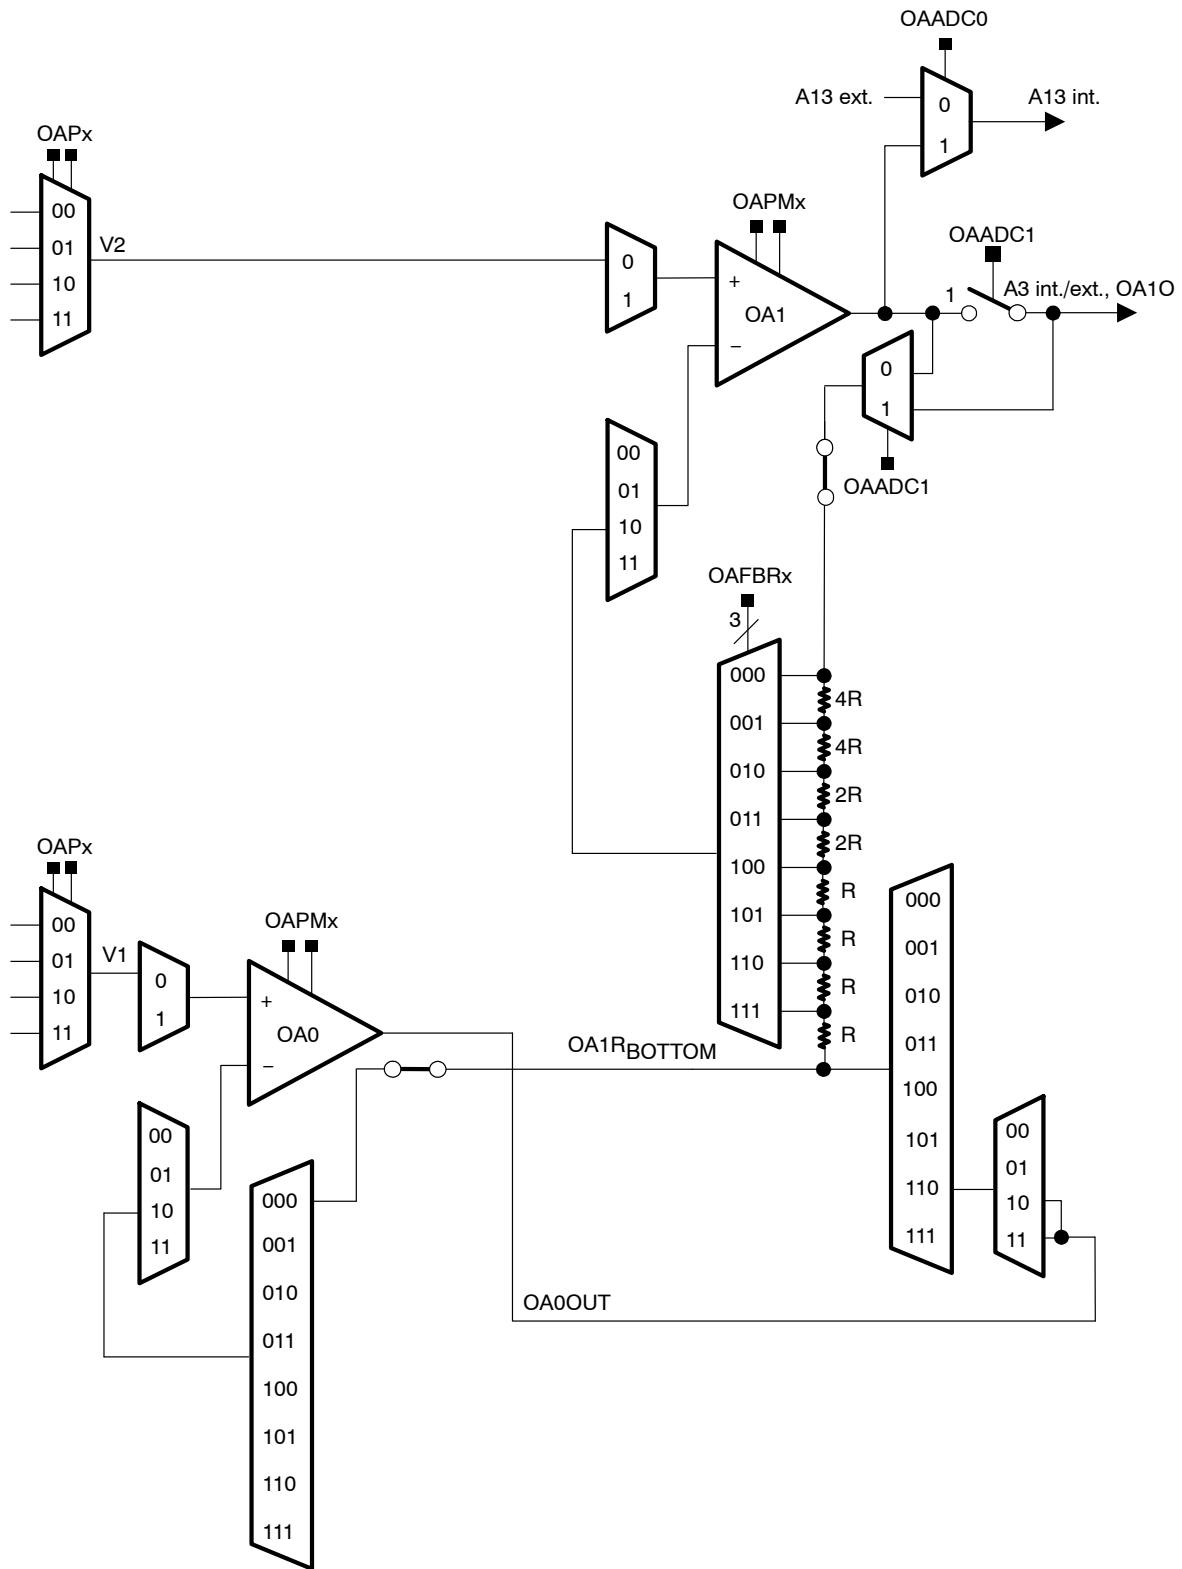 OAADC0
A13 ext.
0
1
A13 int.
OAPx
00
01
10
11
V2
0
1
OAPMx
+
OA1
−
OAADC1
1
A3 int./ext., OA1O
0
1
OAADC1
00
01
10
11
OAFBRx
3
000
001
010
011
100
101
110
111
4R
4R
2R
2R
R
R
R
R
OAPx
00
01
10
11
V1
0
1
OAPMx
+
OA0
−
OA1RBOTTOM
000
001
010
011
100
101
110
111
00
01
10
11
00
01
10
11
000
001
010
011
100
101
110
111
OA0OUT